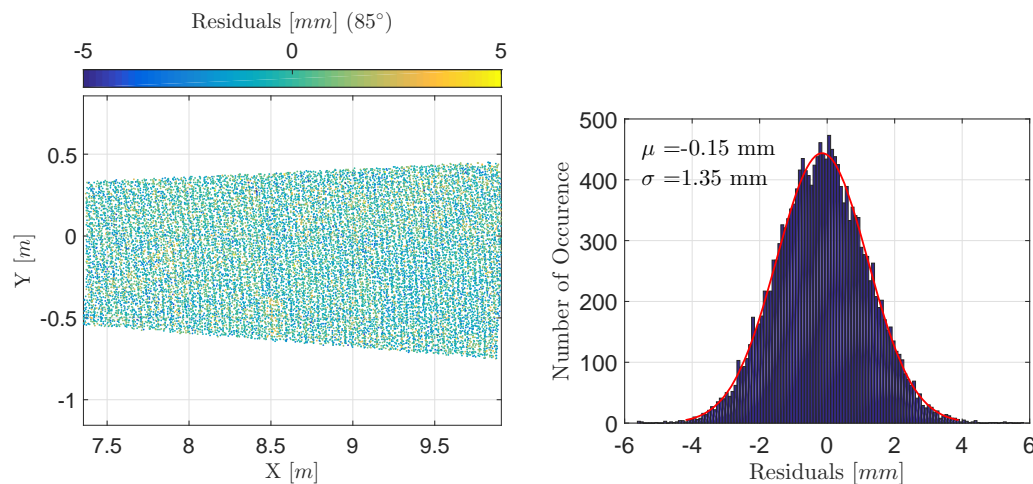 Residuals [mm] (85°)
-5 0 5
0.5
0
-0.5
-1
Y [m]
7.5 8 8.5 9 9.5
X [m]
500
400
300
200
100
0
Number of Occurence
μ =-0.15 mm
σ =1.35 mm
-6 -4 -2 0 2 4 6
Residuals [mm]